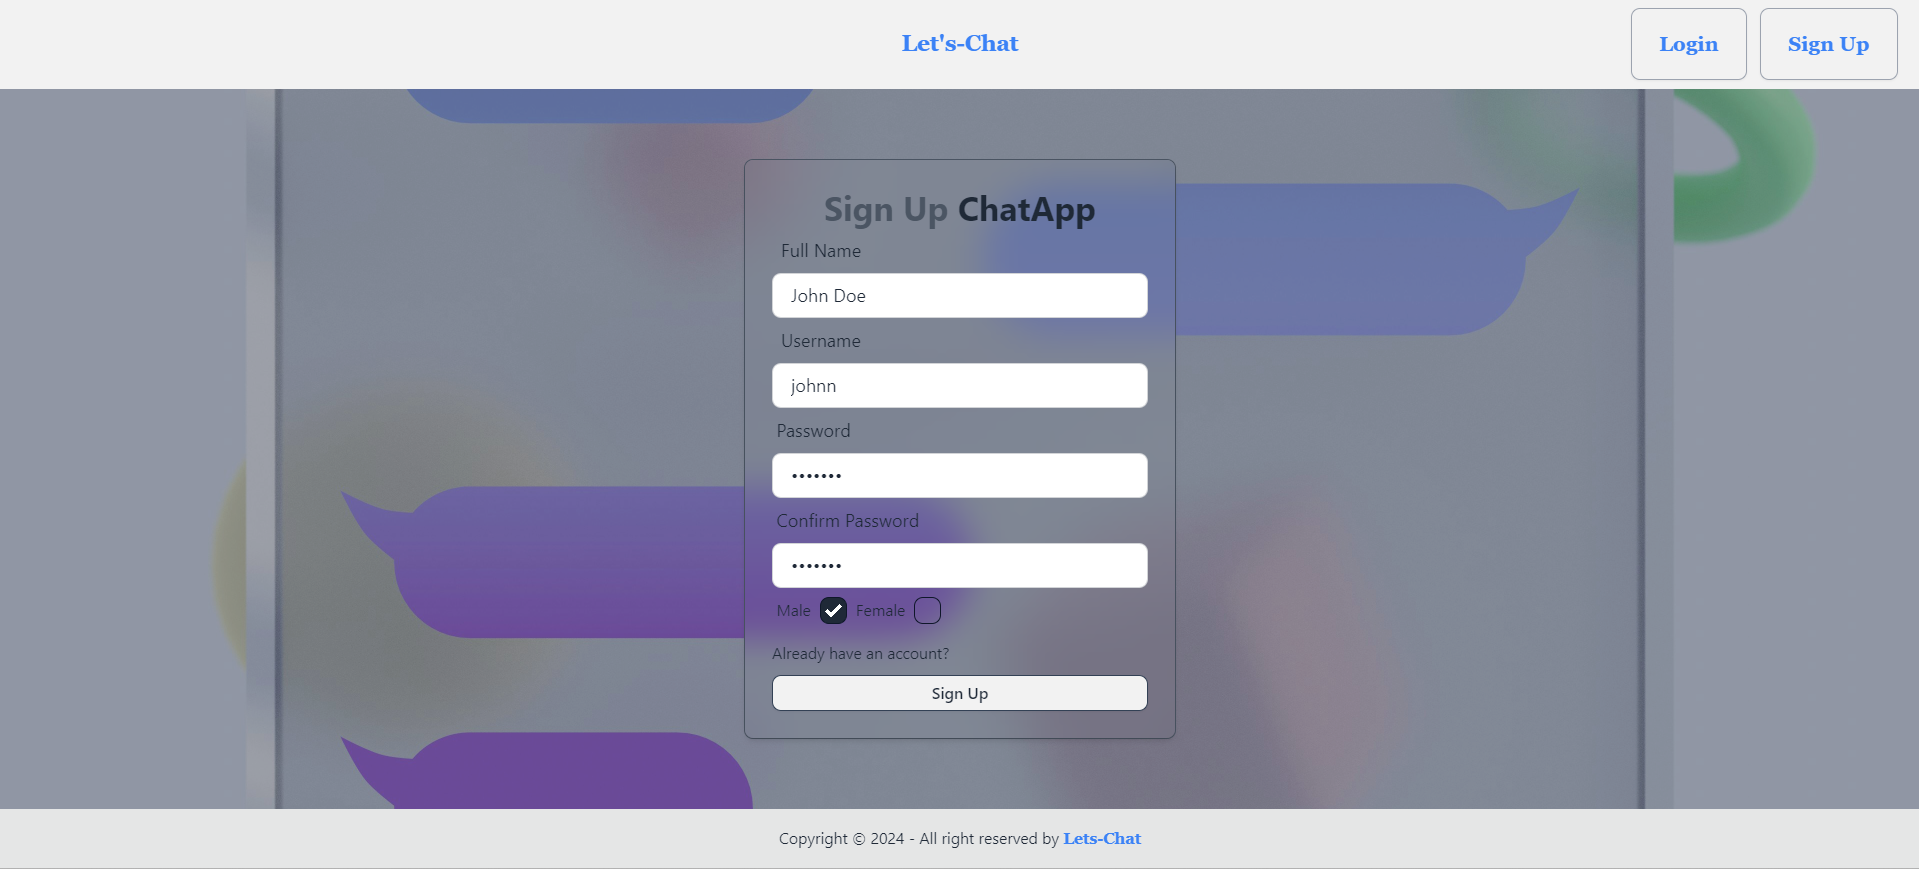 Let's-Chat
Login
Sign Up
Sign Up ChatApp
Full Name
John Doe
Username
johnn
Password
•••••••
Confirm Password
•••••••
Male Female
Already have an account?
Sign Up
Copyright © 2024 - All right reserved by Lets-Chat